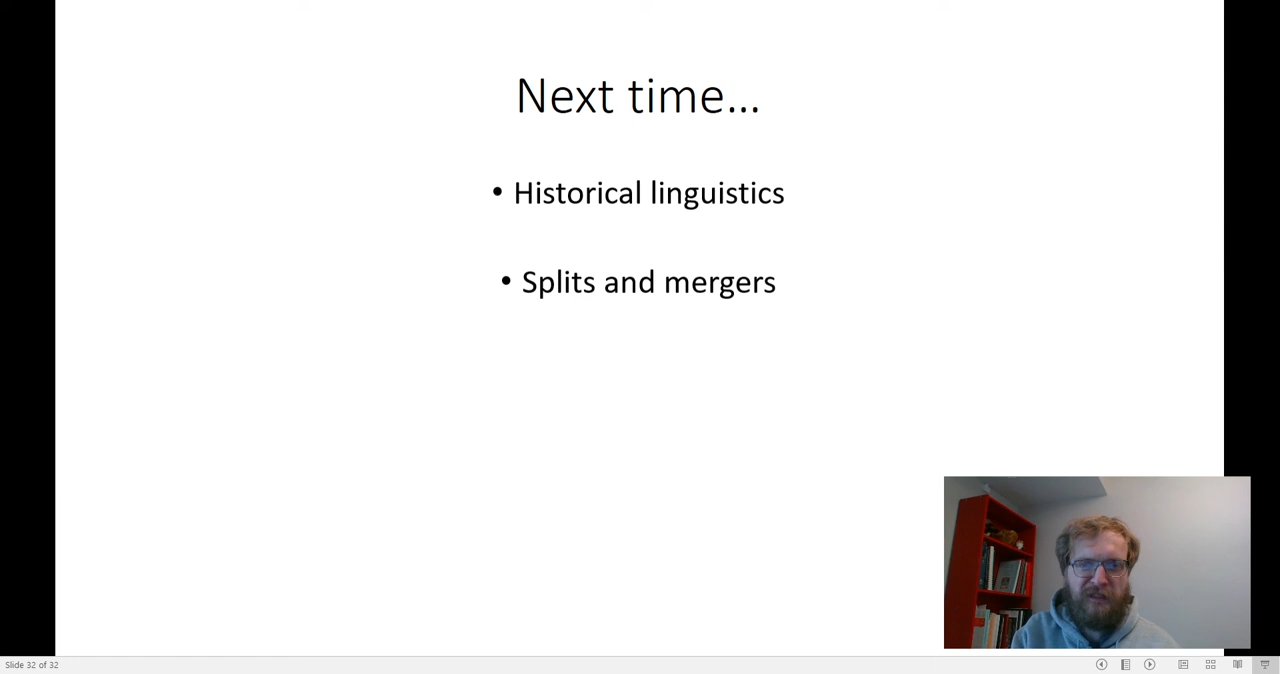 Next time...
• Historical linguistics
• Splits and mergers
Slide 32 of 32